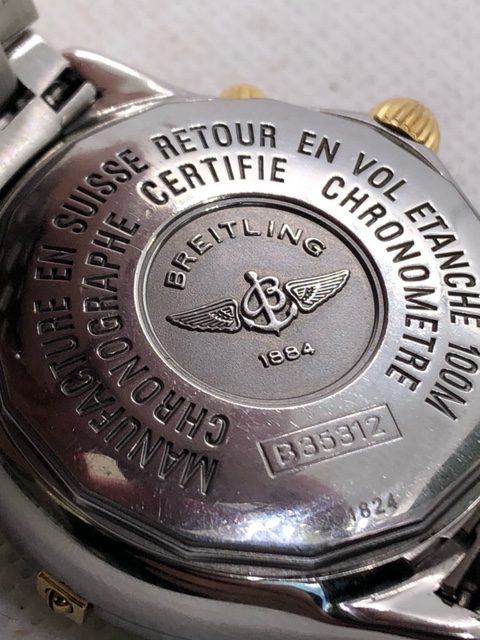 MANUFACTURE EN SUISSE RETOUR EN VOL ETANCHE 100M
CHRONOGRAPHE CERTIFIE CHRONOMETRE
BREITLING
B
1884
B35312
1824